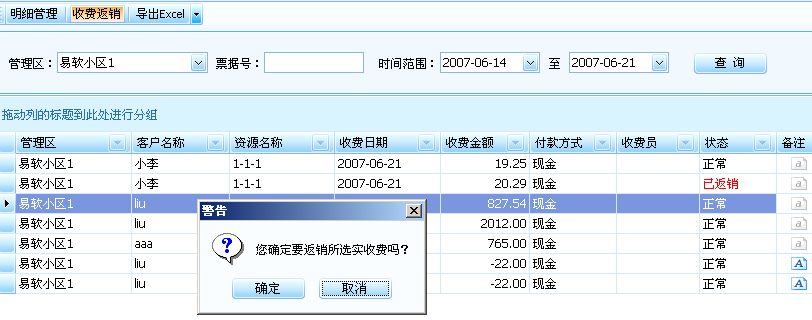 明细管理 收费返销 导出Excel
管理区： 易软小区1 票据号： 时间范围： 2007-06-14 至 2007-06-21 查 询
拖动列的标题到此处进行分组
管理区 客户名称 资源名称 收费日期 收费金额 付款方式 收费员 状态 备注
易软小区1 小李 1-1-1 2007-06-21 19.25 现金 正常 a
易软小区1 小李 1-1-1 2007-06-21 20.29 现金 已返销 a
易软小区1 liu 827.54 现金 正常 a
易软小区1 liu 2012.00 现金 正常 a
易软小区1 aaa 765.00 现金 正常 a
易软小区1 liu -22.00 现金 正常 A
易软小区1 liu -22.00 现金 正常 A
警告
您确定要返销所选实收费吗？
确定 取消